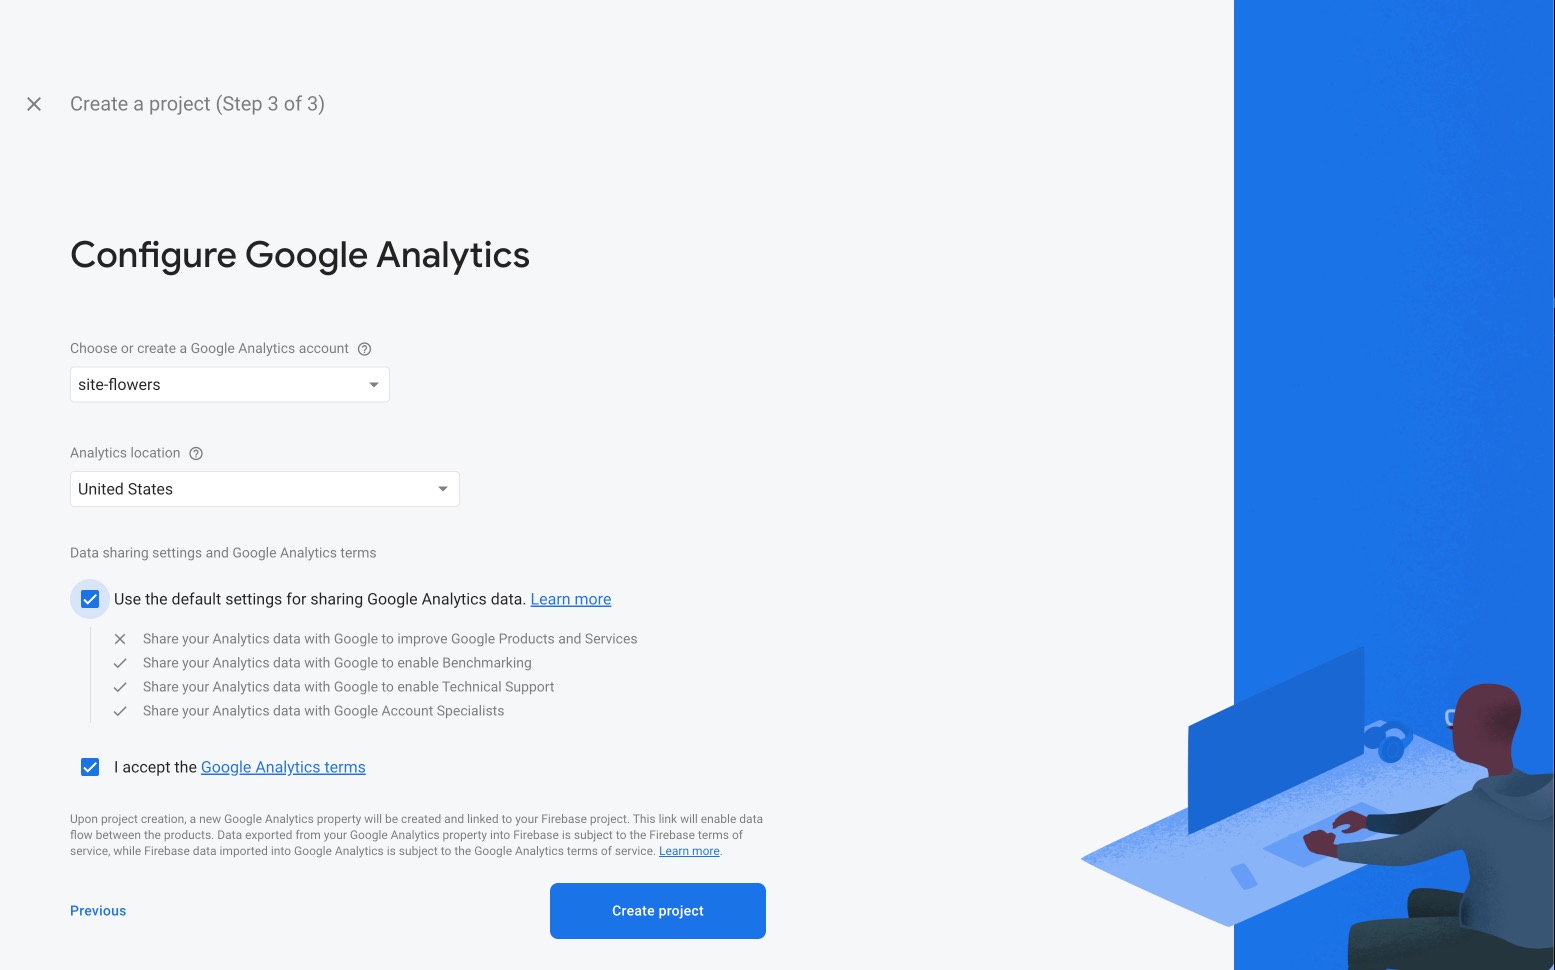 Create a project (Step 3 of 3)
Configure Google Analytics
Choose or create a Google Analytics account
site-flowers
Analytics location
United States
Data sharing settings and Google Analytics terms
Use the default settings for sharing Google Analytics data. Learn more
Share your Analytics data with Google to improve Google Products and Services
Share your Analytics data with Google to enable Benchmarking
Share your Analytics data with Google to enable Technical Support
Share your Analytics data with Google Account Specialists
I accept the Google Analytics terms
Upon project creation, a new Google Analytics property will be created and linked to your Firebase project. This link will enable data
flow between the products. Data exported from your Google Analytics property into Firebase is subject to the Firebase terms of
service, while Firebase data imported into Google Analytics is subject to the Google Analytics terms of service. Learn more.
Previous
Create project